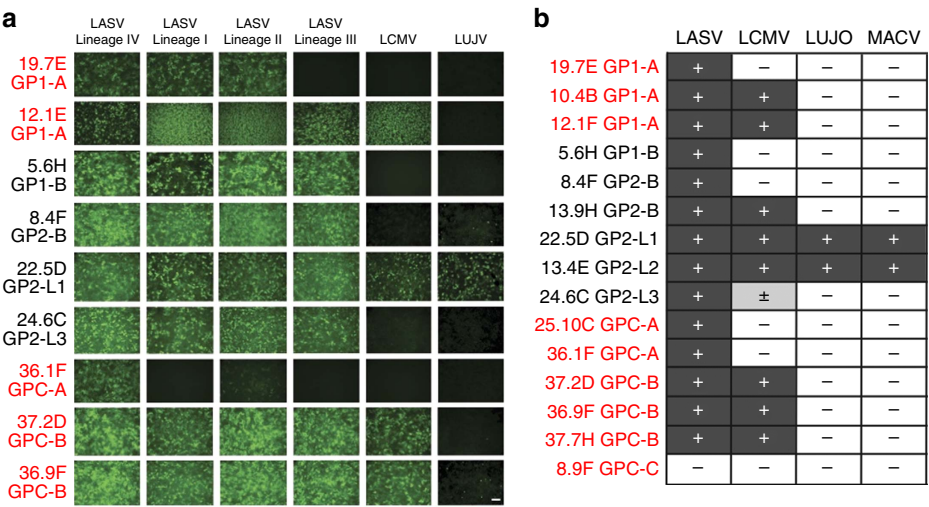 a
LASV Lineage IV
LASV Lineage I
LASV Lineage II
LASV Lineage III
LCMV
LUJV
19.7E
GP1-A
12.1E
GP1-A
5.6H
GP1-B
8.4F
GP2-B
22.5D
GP2-L1
24.6C
GP2-L3
36.1F
GPC-A
37.2D
GPC-B
36.9F
GPC-B
b
LASV LCMV LUJO MACV
19.7E GP1-A + − − −
10.4B GP1-A + + − −
12.1F GP1-A + + − −
5.6H GP1-B + − − −
8.4F GP2-B + − − −
13.9H GP2-B + + − −
22.5D GP2-L1 + + + +
13.4E GP2-L2 + + + +
24.6C GP2-L3 + ± − −
25.10C GPC-A + − − −
36.1F GPC-A + − − −
37.2D GPC-B + + − −
36.9F GPC-B + + − −
37.7H GPC-B + + − −
8.9F GPC-C − − − −